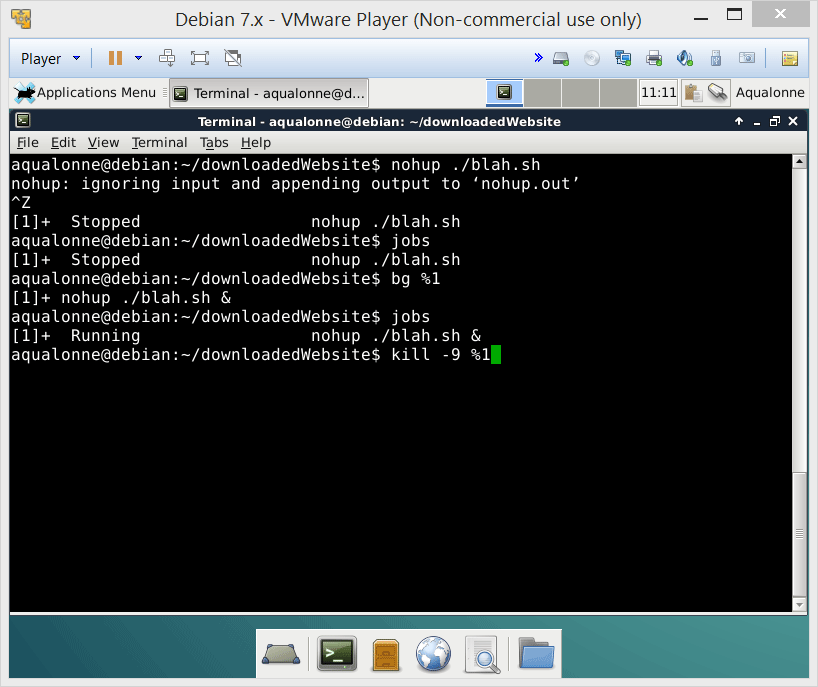 Debian 7.x - VMware Player (Non-commercial use only)
Player
Applications Menu
Terminal - aqualonne@d...
11:11
Aqualonne
Terminal - aqualonne@debian: ~/downloadedWebsite
File Edit View Terminal Tabs Help
aqualonne@debian:~/downloadedWebsite$ nohup ./blah.sh
nohup: ignoring input and appending output to ‘nohup.out’
^Z
[1]+  Stopped                 nohup ./blah.sh
aqualonne@debian:~/downloadedWebsite$ jobs
[1]+  Stopped                 nohup ./blah.sh
aqualonne@debian:~/downloadedWebsite$ bg %1
[1]+ nohup ./blah.sh &
aqualonne@debian:~/downloadedWebsite$ jobs
[1]+  Running                 nohup ./blah.sh &
aqualonne@debian:~/downloadedWebsite$ kill -9 %1